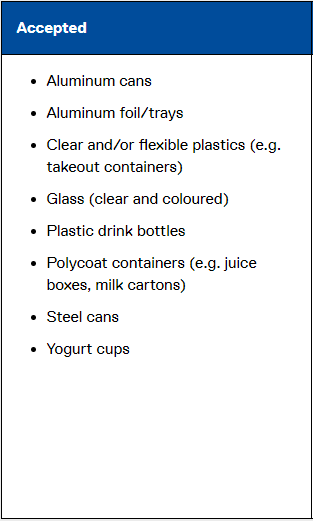 Accepted
• Aluminum cans
• Aluminum foil/trays
• Clear and/or flexible plastics (e.g.
takeout containers)
• Glass (clear and coloured)
• Plastic drink bottles
• Polycoat containers (e.g. juice
boxes, milk cartons)
• Steel cans
• Yogurt cups